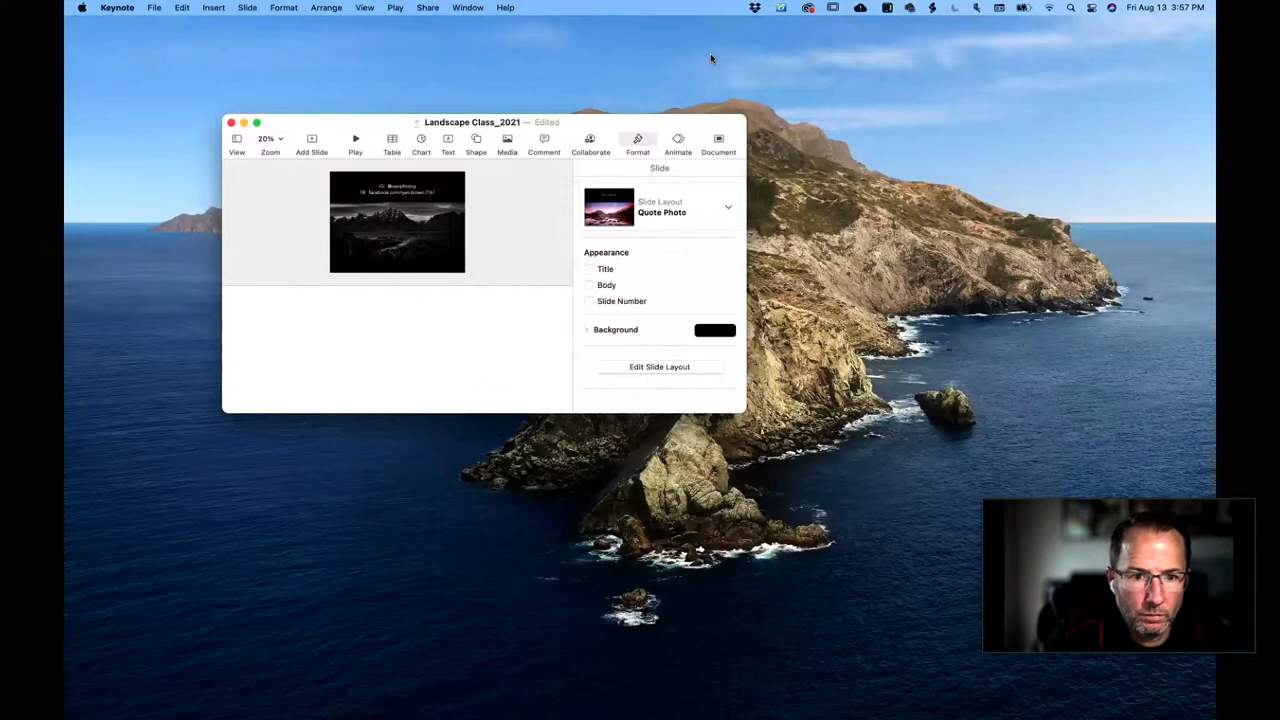 Keynote File Edit Insert Slide Format Arrange View Play Share Window Help
Fri Aug 13 3:57 PM
Landscape Class_2021 — Edited
20%
View Zoom Add Slide Play Table Chart Text Shape Media Comment Collaborate Format Animate Document
Slide
IG: @ryanphotog
Slide Layout
Quote Photo
Appearance
Title
Body
Slide Number
Background
Edit Slide Layout